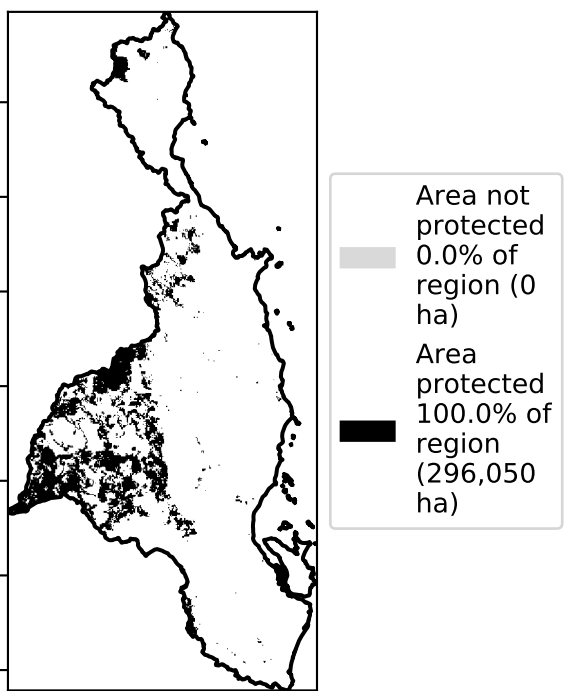 Area not
protected
0.0% of
region (0
ha)
Area
protected
100.0% of
region
(296,050
ha)